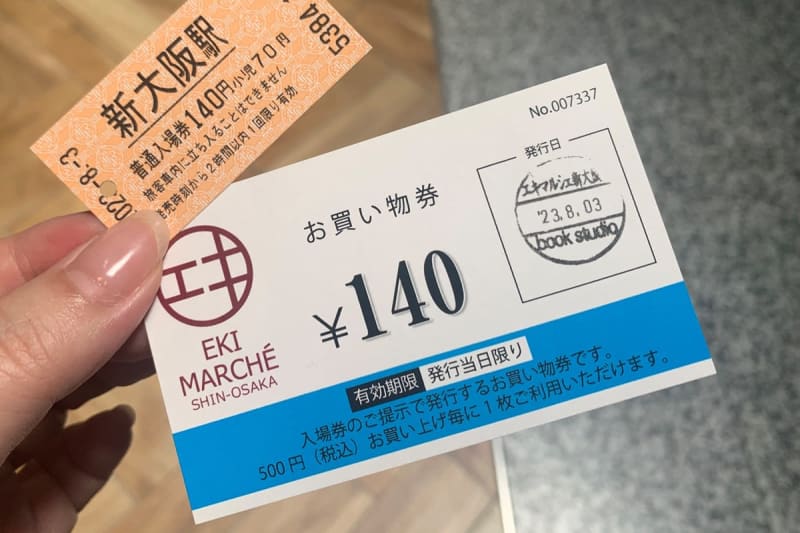 5384
新大阪駅
普通入場券140円小児70円
旅客車内に立ち入ることはできません
発売時刻から2時間以内1回限り有効
023.-8.-3
No.007337
発行日
エキマルシェ新大阪
'23.8.03
book studio
お買い物券
¥140
エキ
EKI
MARCHÉ
SHIN-OSAKA
有効期限 発行当日限り
入場券のご提示で発行するお買い物券です。
500円(税込)お買い上げ毎に1枚ご利用いただけます。